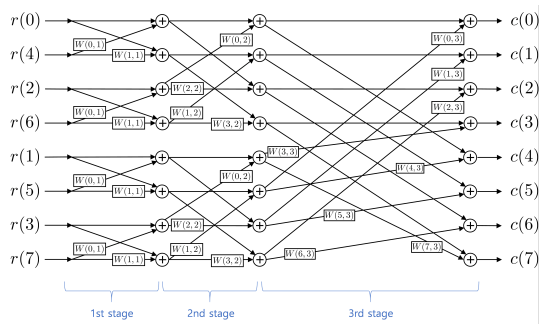 r(0) W(0,1) W(0,2) W(0,3) c(0)
r(4) W(1,1) W(1,3) c(1)
r(2) W(0,1) W(2,2) W(1,2) W(2,3) c(2)
r(6) W(1,1) W(3,2) c(3)
r(1) W(0,1) W(0,2) W(3,3) W(4,3) c(4)
r(5) W(1,1) W(5,3) c(5)
r(3) W(0,1) W(2,2) W(1,2) W(6,3) W(7,3) c(6)
r(7) W(1,1) W(3,2) c(7)
1st stage 2nd stage 3rd stage